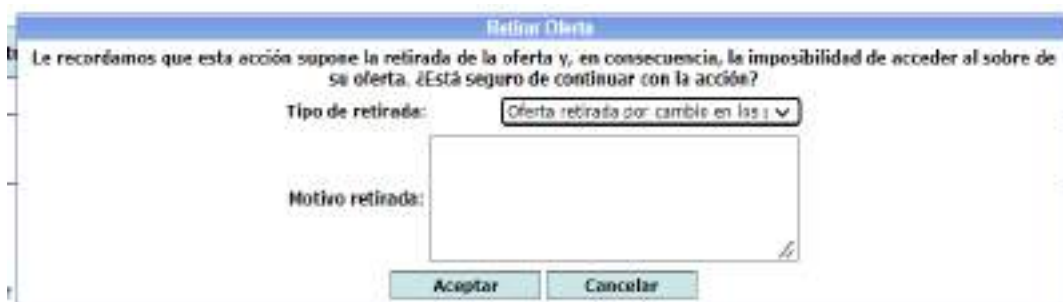 Retirar Oferta
Le recordamos que esta acción supone la retirada de la oferta y, en consecuencia, la imposibilidad de acceder al sobre de
su oferta. ¿Está seguro de continuar con la acción?
Tipo de retirada: Oferta retirada por cambio en las
Motivo retirada:
Aceptar Cancelar